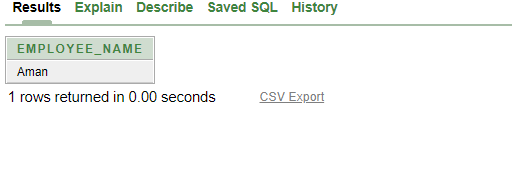 Results Explain Describe Saved SQL History
EMPLOYEE_NAME
Aman
1 rows returned in 0.00 seconds CSV Export